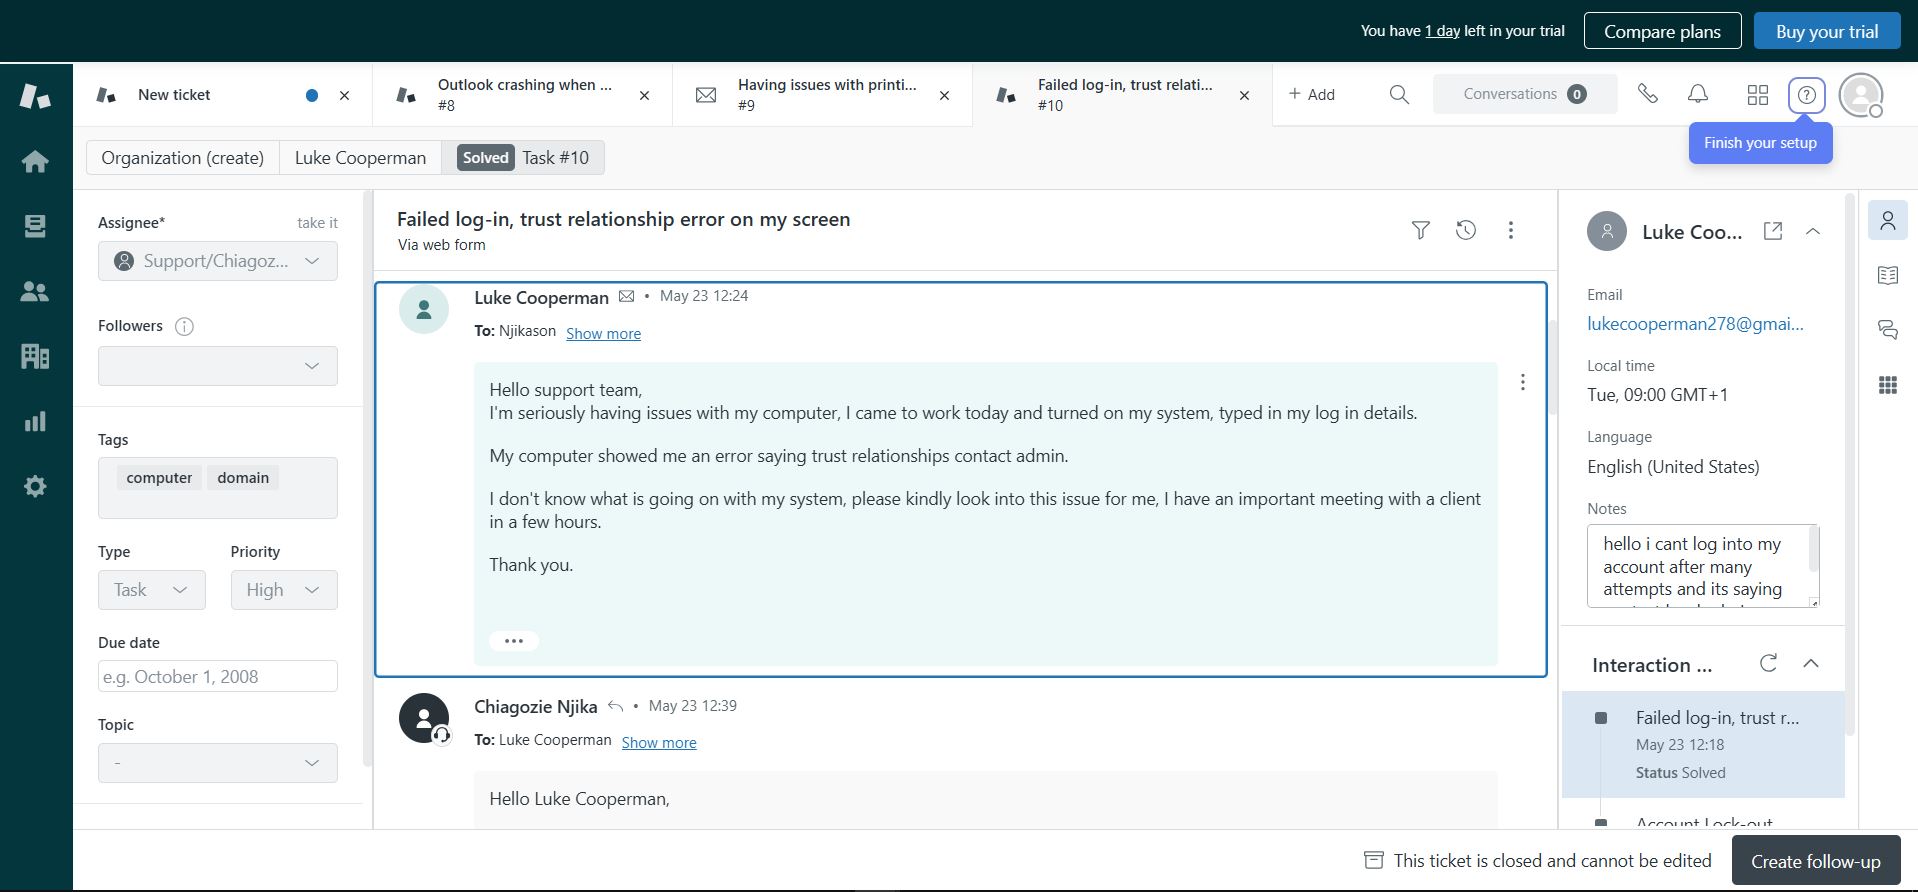 You have 1 day left in your trial
Compare plans
Buy your trial
New ticket
Outlook crashing when ...
#8
Having issues with printi...
#9
Failed log-in, trust relati...
#10
+ Add
Conversations 0
Finish your setup
Organization (create)
Luke Cooperman
Solved Task #10
Assignee*
take it
Support/Chiagoz...
Followers
Tags
computer
domain
Type
Priority
Task
High
Due date
e.g. October 1, 2008
Topic
-
Failed log-in, trust relationship error on my screen
Via web form
Luke Cooperman • May 23 12:24
To: Njikason Show more
Hello support team,
I'm seriously having issues with my computer, I came to work today and turned on my system, typed in my log in details.
My computer showed me an error saying trust relationships contact admin.
I don't know what is going on with my system, please kindly look into this issue for me, I have an important meeting with a client
in a few hours.
Thank you.
Chiagozie Njika • May 23 12:39
To: Luke Cooperman Show more
Hello Luke Cooperman,
Luke Coo...
Email
lukecooperman278@gmai...
Local time
Tue, 09:00 GMT+1
Language
English (United States)
Notes
hello i cant log into my
account after many
attempts and its saying
Interaction ...
Failed log-in, trust r...
May 23 12:18
Status Solved
Account Lock-out
This ticket is closed and cannot be edited
Create follow-up